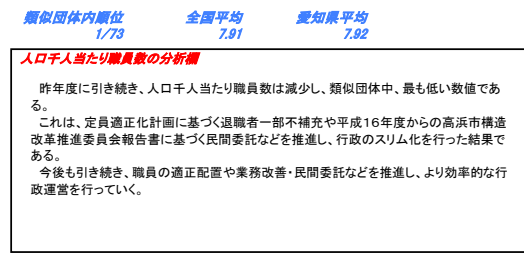 類似団体内順位 全国平均 愛知県平均
1/73 7.91 7.92
人口千人当たり職員数の分析欄
昨年度に引き続き、人口千人当たり職員数は減少し、類似団体中、最も低い数値であ
る。
これは、定員適正化計画に基づく退職者一部不補充や平成16年度からの高浜市構造
改革推進委員会報告書に基づく民間委託などを推進し、行政のスリム化を行った結果で
ある。
今後も引き続き、職員の適正配置や業務改善・民間委託などを推進し、より効率的な行
政運営を行っていく。